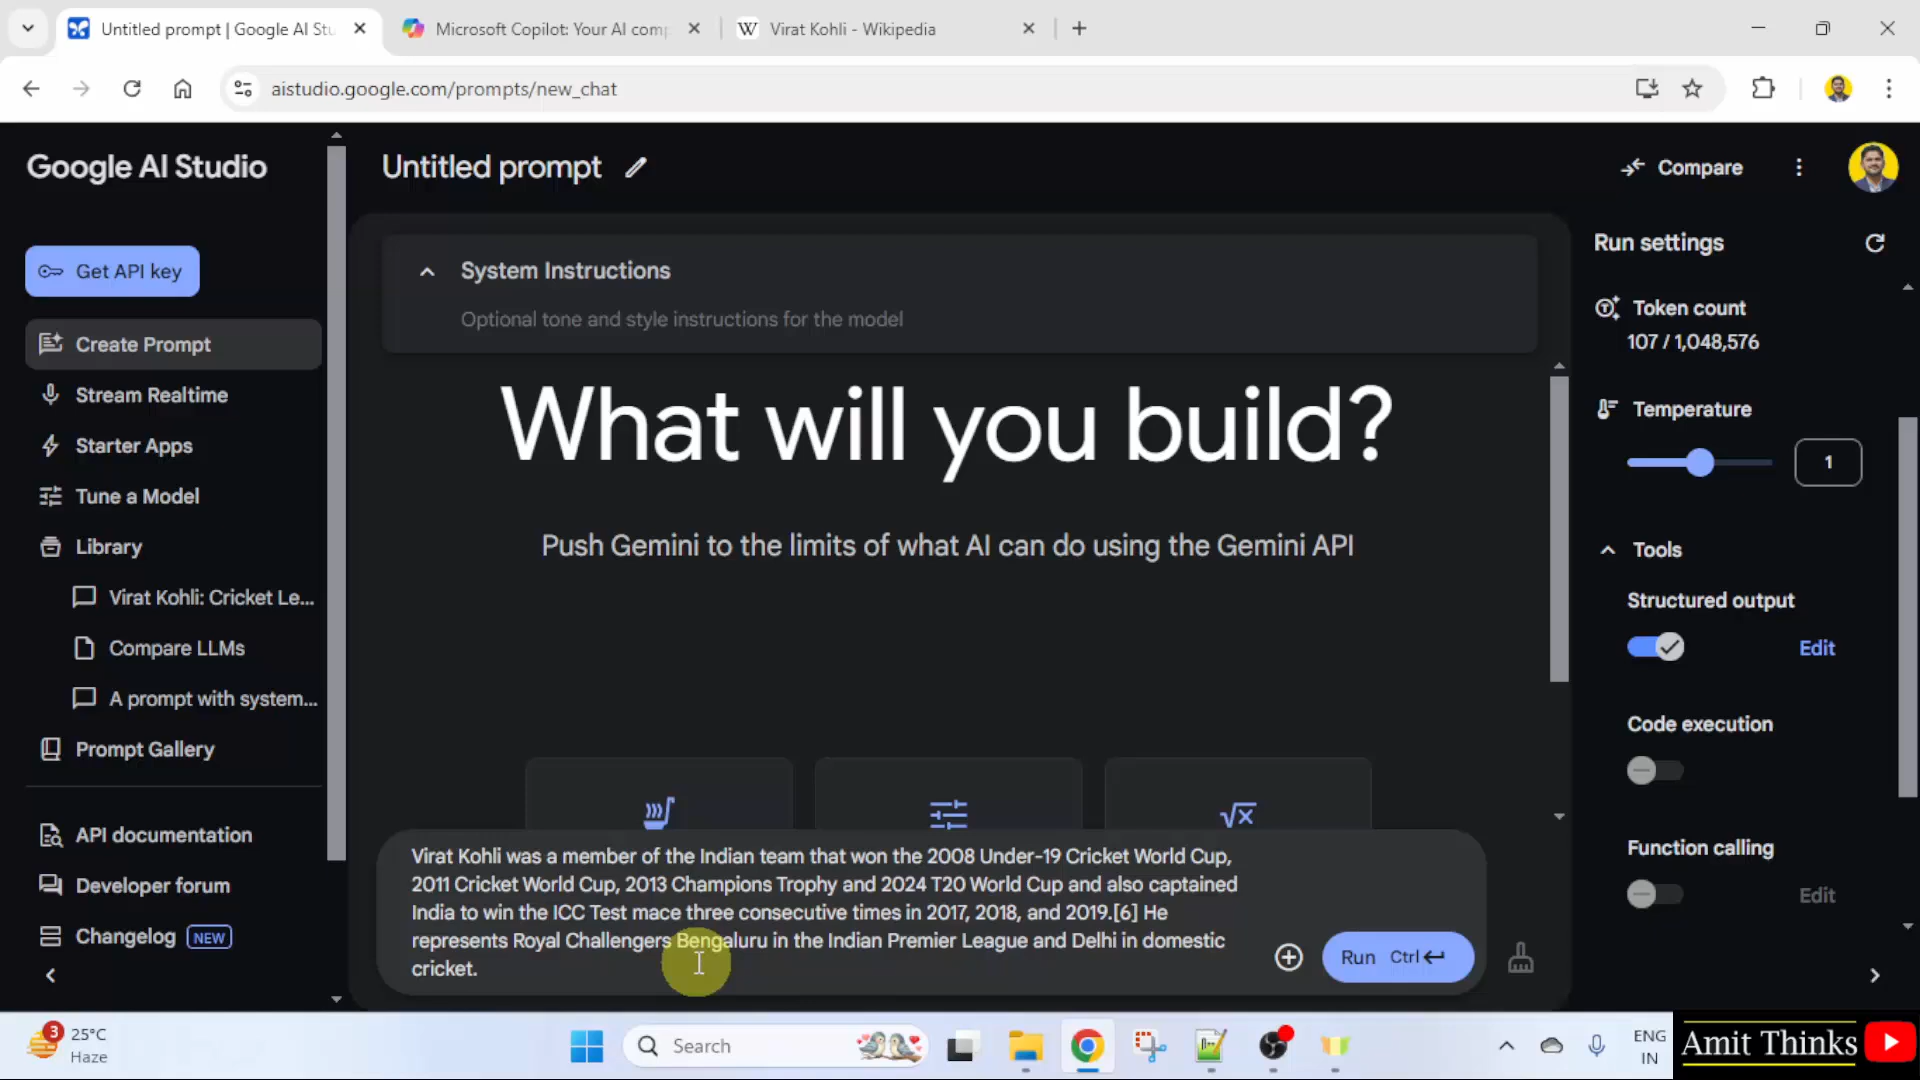 Untitled prompt | Google AI Stu
Microsoft Copilot: Your AI comp
W Virat Kohli - Wikipedia
aistudio.google.com/prompts/new_chat
Google AI Studio
Untitled prompt
Compare
Get API key
Create Prompt
Stream Realtime
Starter Apps
Tune a Model
Library
Virat Kohli: Cricket Le...
Compare LLMs
A prompt with system...
Prompt Gallery
API documentation
Developer forum
Changelog NEW
System Instructions
Optional tone and style instructions for the model
What will you build?
Push Gemini to the limits of what AI can do using the Gemini API
√x
Virat Kohli was a member of the Indian team that won the 2008 Under-19 Cricket World Cup,
2011 Cricket World Cup, 2013 Champions Trophy and 2024 T20 World Cup and also captained
India to win the ICC Test mace three consecutive times in 2017, 2018, and 2019.[6] He
represents Royal Challengers Bengaluru in the Indian Premier League and Delhi in domestic
cricket.
Run Ctrl
Run settings
Token count
107 / 1,048,576
Temperature
1
Tools
Structured output
Edit
Code execution
Function calling
Edit
3
25°C
Haze
Search
ENG
IN
Amit Thinks